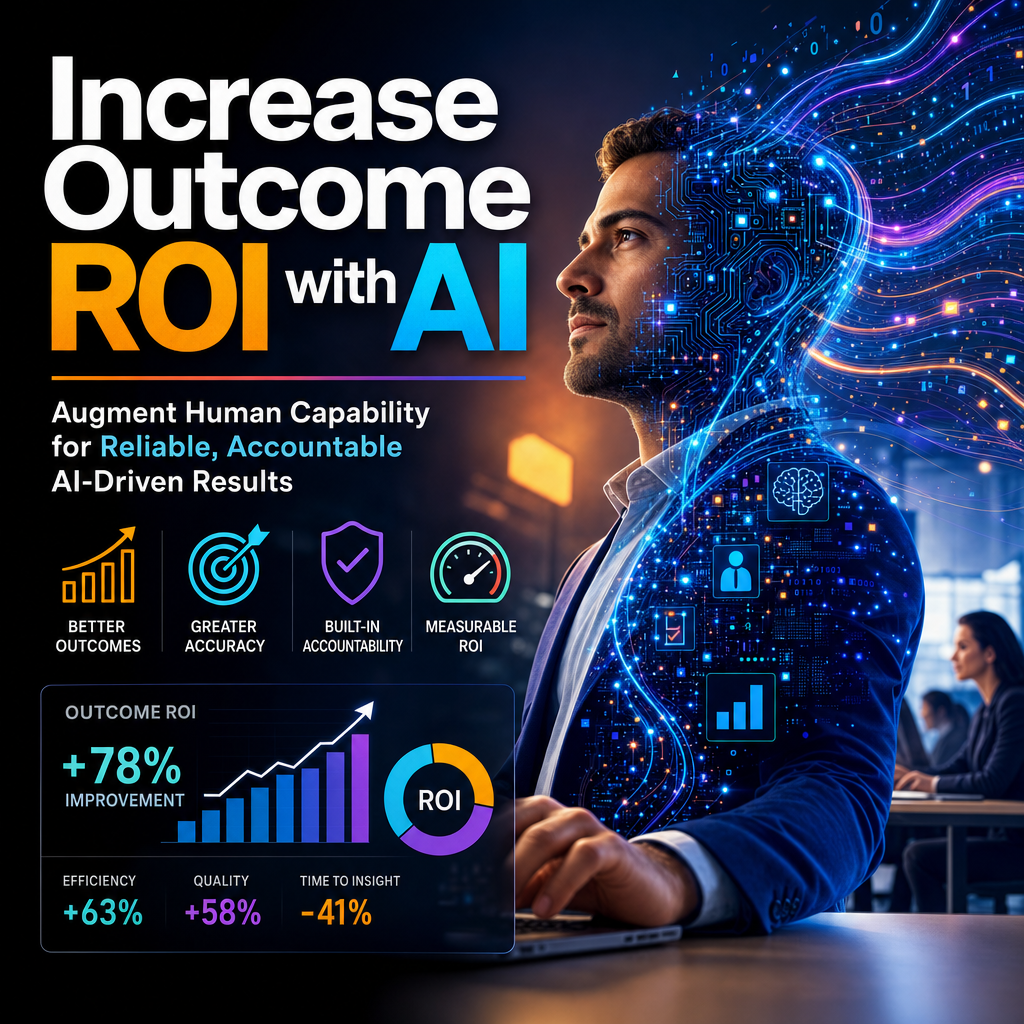 Increase
Outcome
ROI with AI
Augment Human Capability
for Reliable, Accountable
AI-Driven Results
BETTER
OUTCOMES
GREATER
ACCURACY
BUILT-IN
ACCOUNTABILITY
MEASURABLE
ROI
OUTCOME ROI
+78%
IMPROVEMENT
ROI
EFFICIENCY
+63%
QUALITY
+58%
TIME TO INSIGHT
-41%